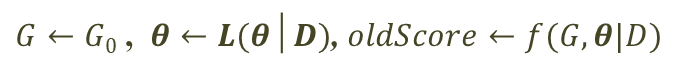 G ← G₀ , θ ← L(θ | D), oldScore ← f(G, θ|D)